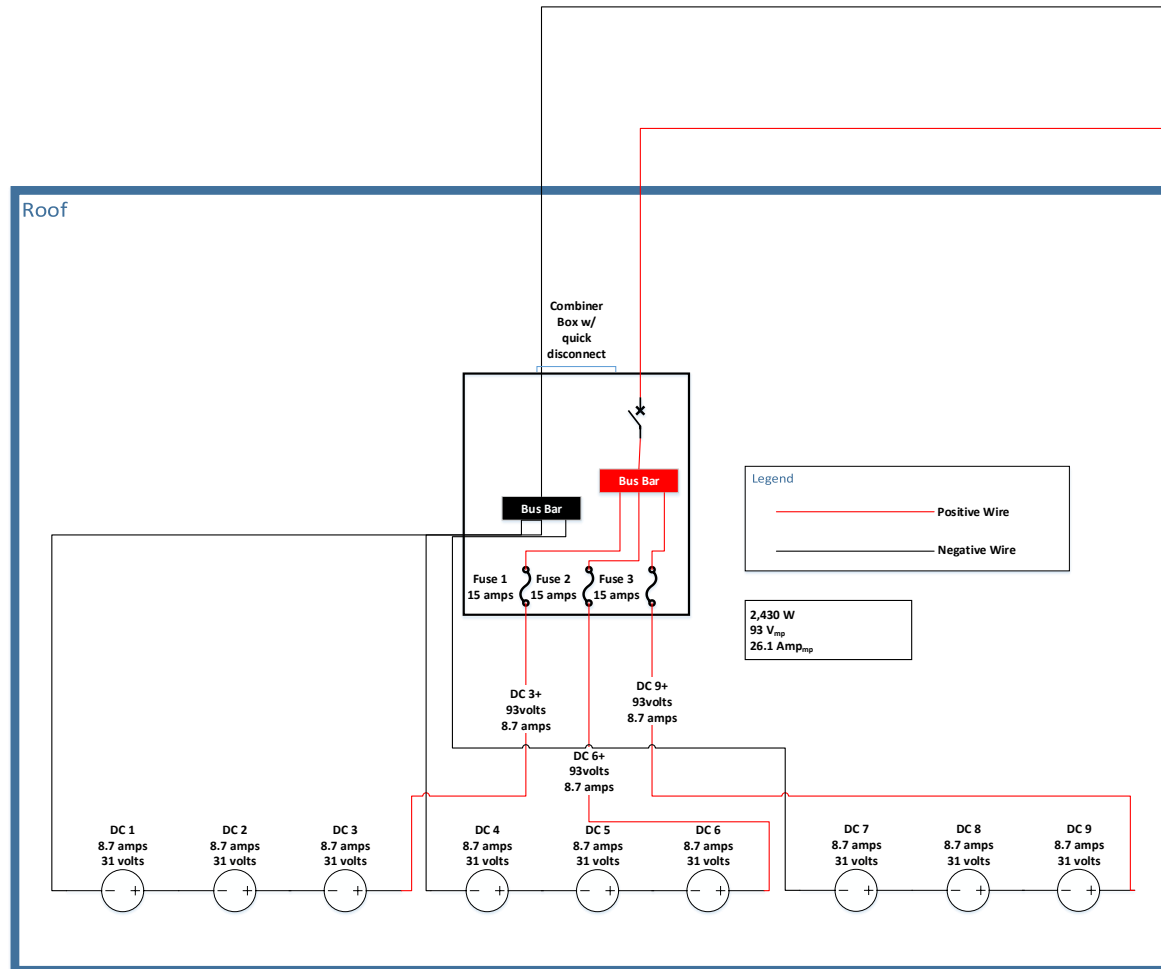 Roof
Combiner
Box w/
quick
disconnect
Bus Bar
Bus Bar
Legend
Positive Wire
Negative Wire
Fuse 1
15 amps
Fuse 2
15 amps
Fuse 3
15 amps
2,430 W
93 Vmp
26.1 Ampmp
DC 3+
93volts
8.7 amps
DC 6+
93volts
8.7 amps
DC 9+
93volts
8.7 amps
DC 1
8.7 amps
31 volts
- +
DC 2
8.7 amps
31 volts
- +
DC 3
8.7 amps
31 volts
- +
DC 4
8.7 amps
31 volts
- +
DC 5
8.7 amps
31 volts
- +
DC 6
8.7 amps
31 volts
- +
DC 7
8.7 amps
31 volts
- +
DC 8
8.7 amps
31 volts
- +
DC 9
8.7 amps
31 volts
- +